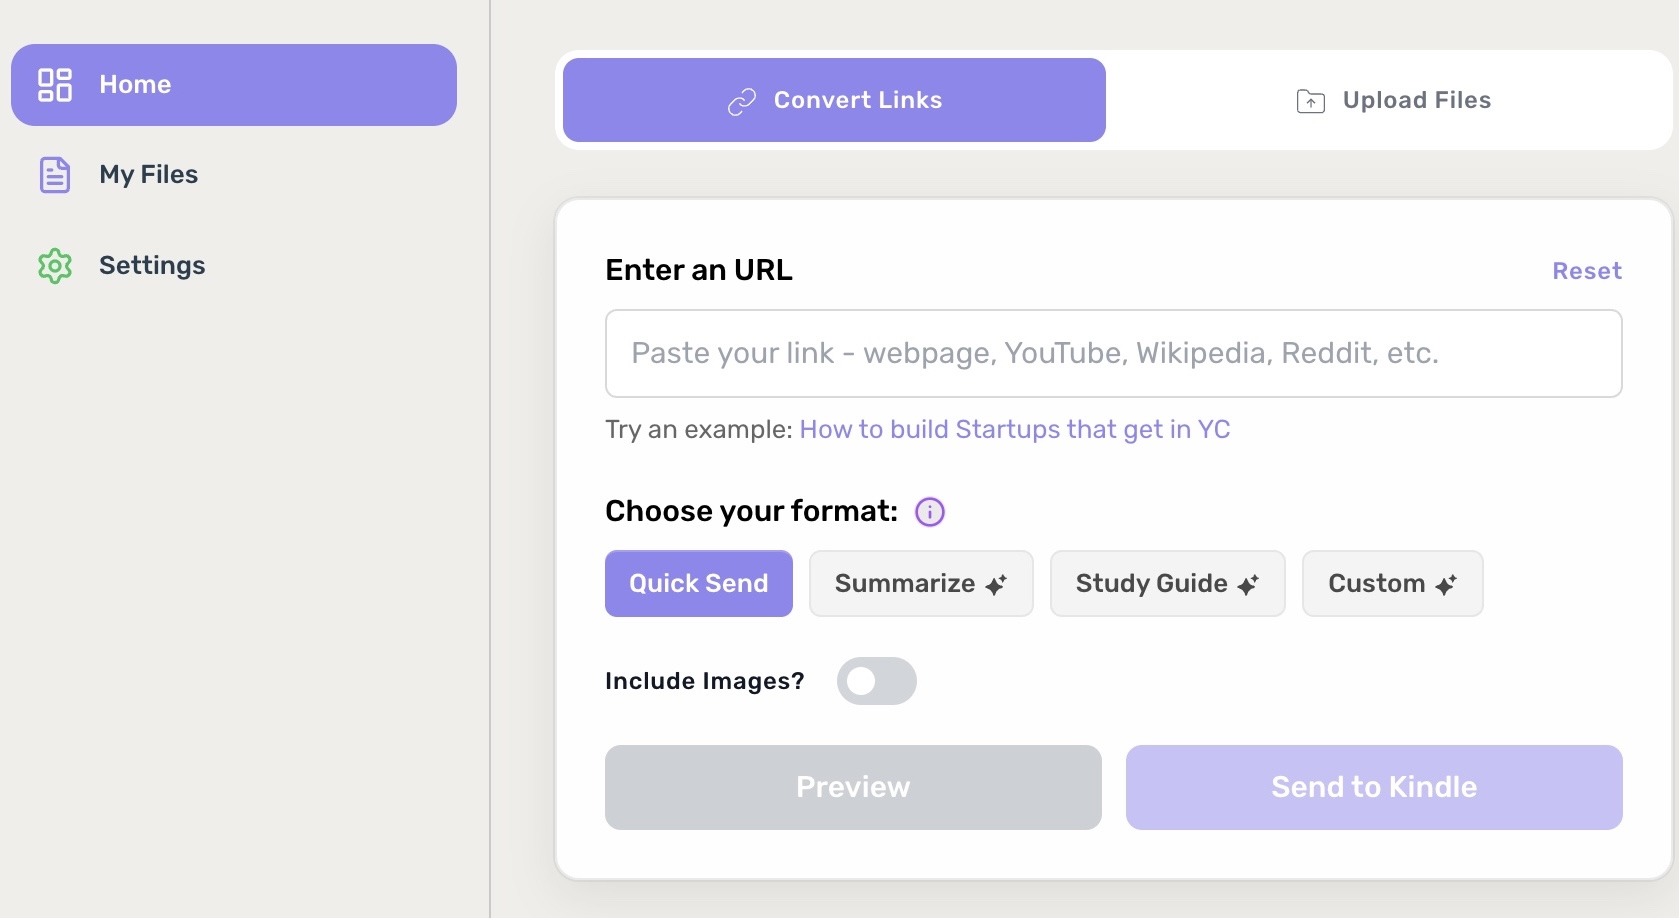 Home
My Files
Settings
Convert Links
Upload Files
Enter an URL
Reset
Paste your link - webpage, YouTube, Wikipedia, Reddit, etc.
Try an example: How to build Startups that get in YC
Choose your format:
Quick Send
Summarize
Study Guide
Custom
Include Images?
Preview
Send to Kindle